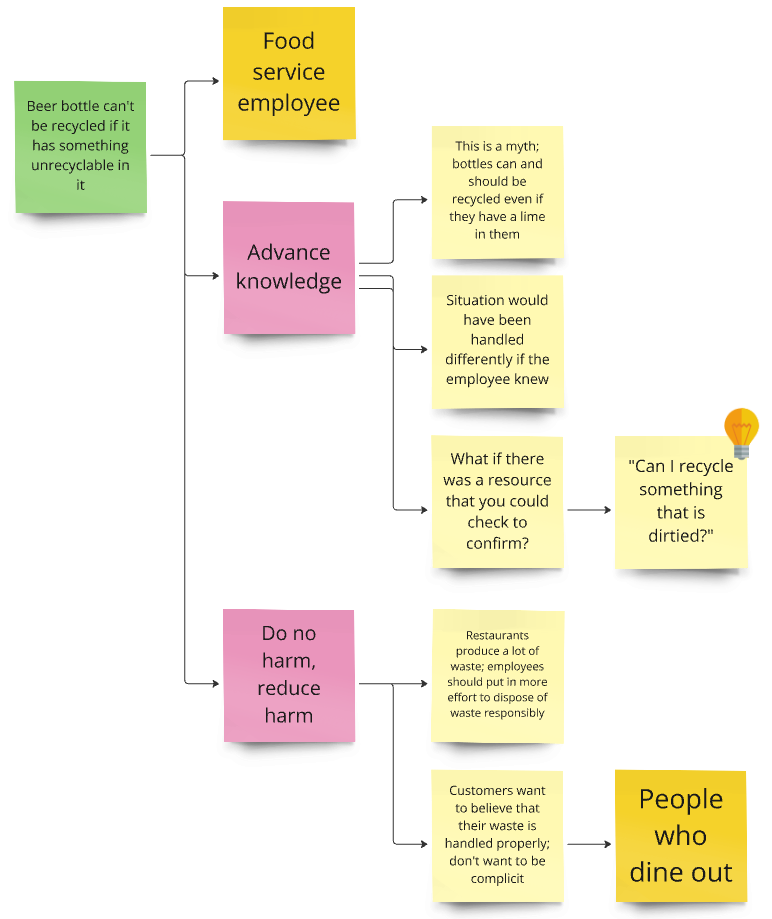 Food
service
employee
Beer bottle can't
be recycled if it
has something
unrecyclable in
it
This is a myth;
bottles can and
should be
recycled even if
they have a lime
in them
Advance
knowledge
Situation would
have been
handled
differently if the
employee knew
What if there
was a resource
that you could
check to
confirm?
"Can I recycle
something
that is
dirtied?"
Do no
harm,
reduce
harm
Restaurants
produce a lot of
waste; employees
should put in more
effort to dispose of
waste responsibly
Customers want
to believe that
their waste is
handled properly;
don't want to be
complicit
People
who
dine out